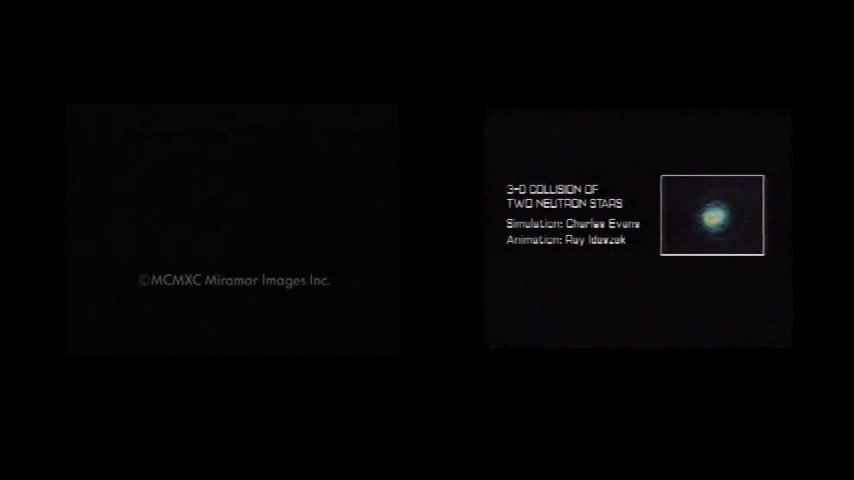 ©MCMXC Miramar Images Inc.
3-D COLLISION OF
TWO NEUTRON STARS
Simulation: Charles Evans
Animation: Ray Idaszak